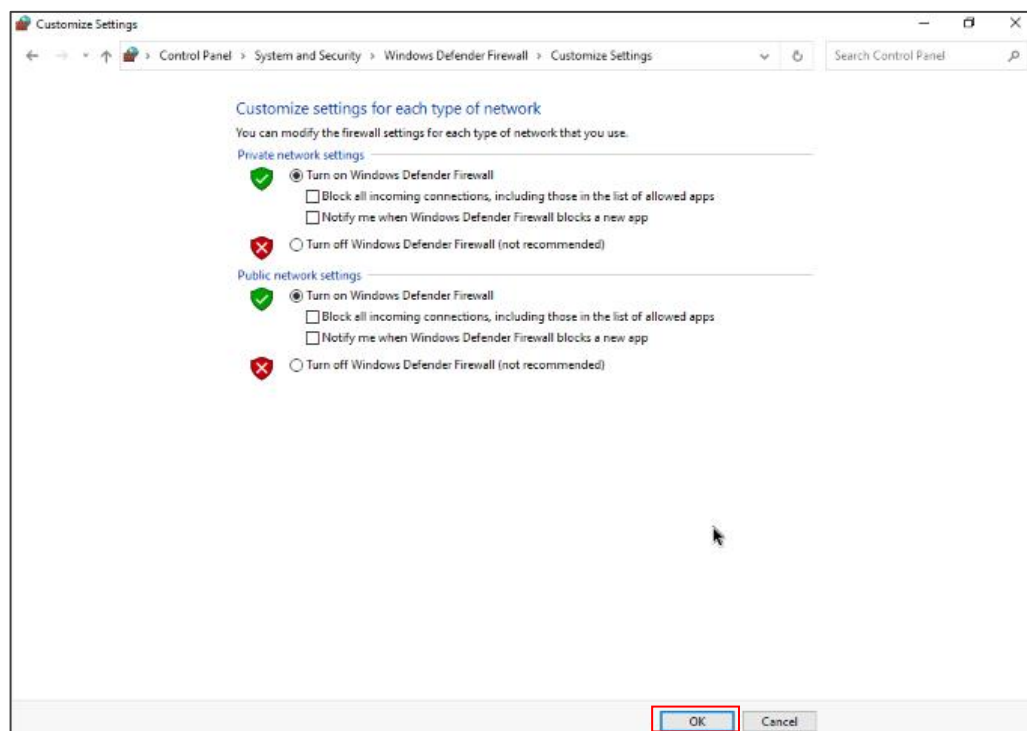 Customize Settings
Control Panel > System and Security > Windows Defender Firewall > Customize Settings
Search Control Panel
Customize settings for each type of network
You can modify the firewall settings for each type of network that you use.
Private network settings
Turn on Windows Defender Firewall
Block all incoming connections, including those in the list of allowed apps
Notify me when Windows Defender Firewall blocks a new app
Turn off Windows Defender Firewall (not recommended)
Public network settings
Turn on Windows Defender Firewall
Block all incoming connections, including those in the list of allowed apps
Notify me when Windows Defender Firewall blocks a new app
Turn off Windows Defender Firewall (not recommended)
OK
Cancel